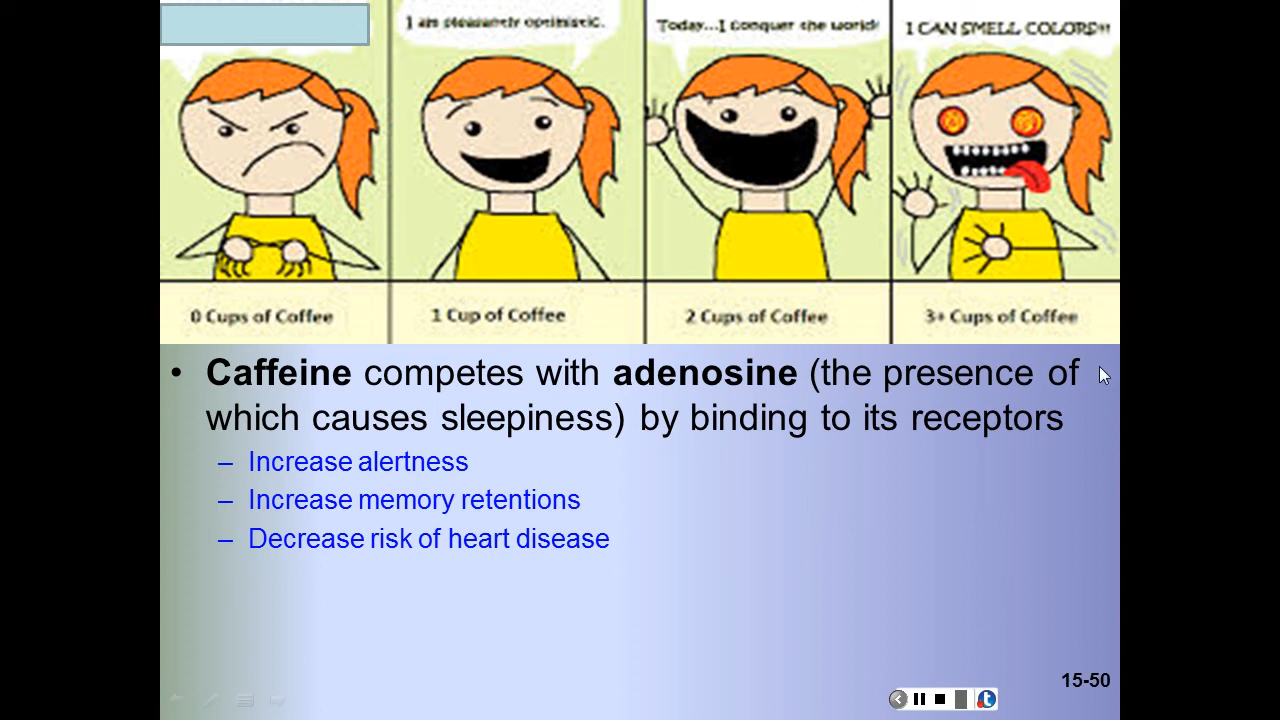 I am pleasantly optimistic.
Today...I conquer the world!
I CAN SMELL COLORS!!!
0 Cups of Coffee
1 Cup of Coffee
2 Cups of Coffee
3+ Cups of Coffee
• Caffeine competes with adenosine (the presence of
which causes sleepiness) by binding to its receptors
– Increase alertness
– Increase memory retentions
– Decrease risk of heart disease
15-50
t